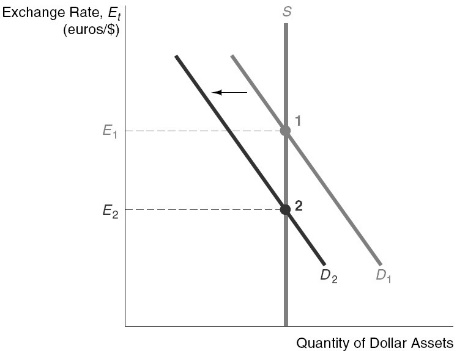 Exchange Rate, Et
(euros/$)
S
1
E1
2
E2
D2
D1
Quantity of Dollar Assets